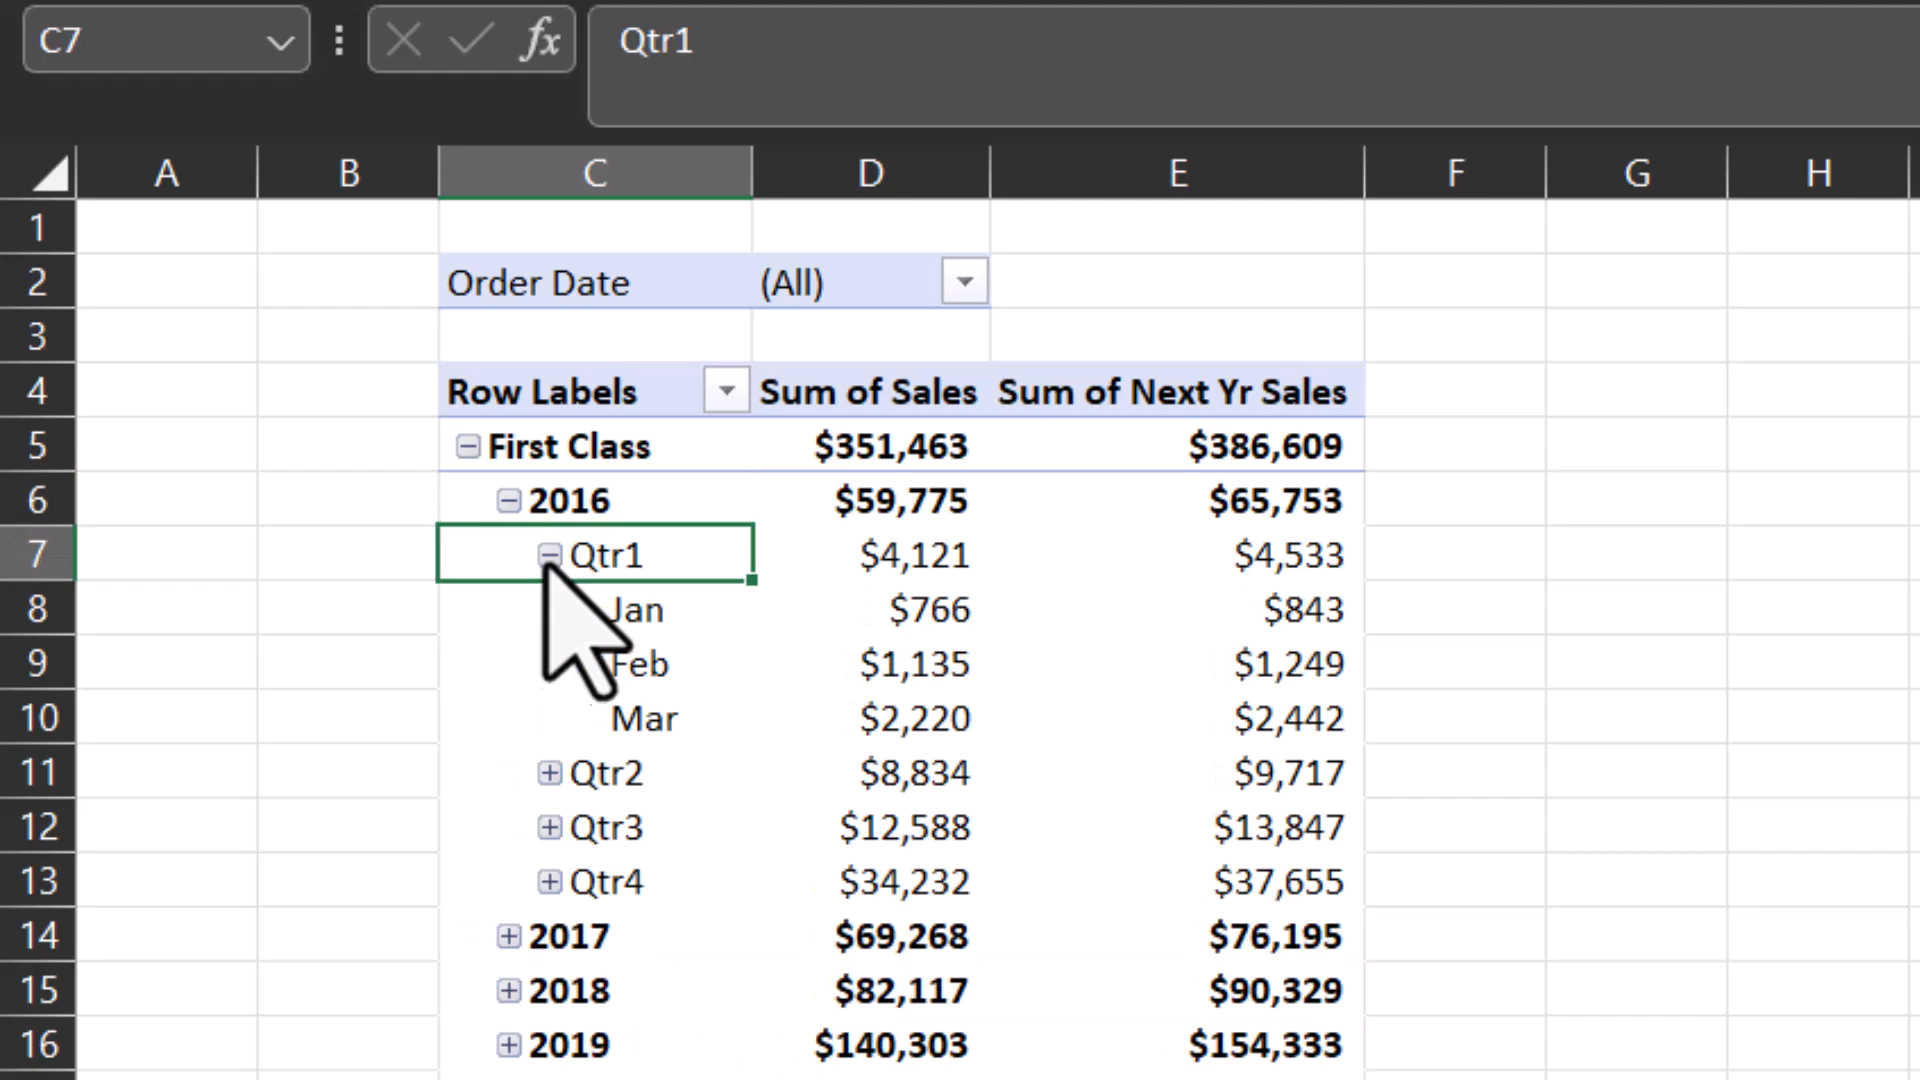 C7 fx Qtr1
A B C D E F G H
1
2 Order Date (All)
3
4 Row Labels Sum of Sales Sum of Next Yr Sales
5 First Class $351,463 $386,609
6 2016 $59,775 $65,753
7 Qtr1 $4,121 $4,533
8 Jan $766 $843
9 Feb $1,135 $1,249
10 Mar $2,220 $2,442
11 Qtr2 $8,834 $9,717
12 Qtr3 $12,588 $13,847
13 Qtr4 $34,232 $37,655
14 2017 $69,268 $76,195
15 2018 $82,117 $90,329
16 2019 $140,303 $154,333